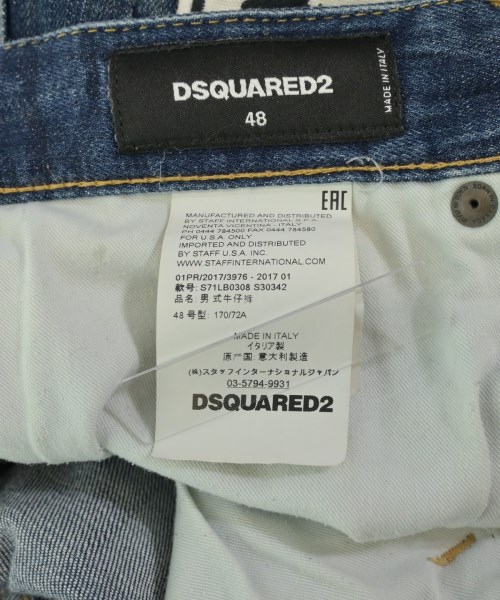 DSQUARED2
48
MADE IN ITALY
EAC
MANUFACTURED AND DISTRIBUTED
BY STAFF INTERNATIONAL S.P.A.
NOVENTA VICENTINA - ITALY
PH 0444 784500 FAX 0444 784580
FOR U.S.A. ONLY
IMPORTED AND DISTRIBUTED
BY STAFF U.S.A. INC.
WWW.STAFFINTERNATIONAL.COM
01PR/2017/3976 - 2017 01
款号: S71LB0308 S30342
品名: 男式牛仔裤
48 号型: 170/72A
MADE IN ITALY
イタリア製
原产国: 意大利製造
(株)スタッフインターナショナルジャパン
03-5794-9931
DSQUARED2